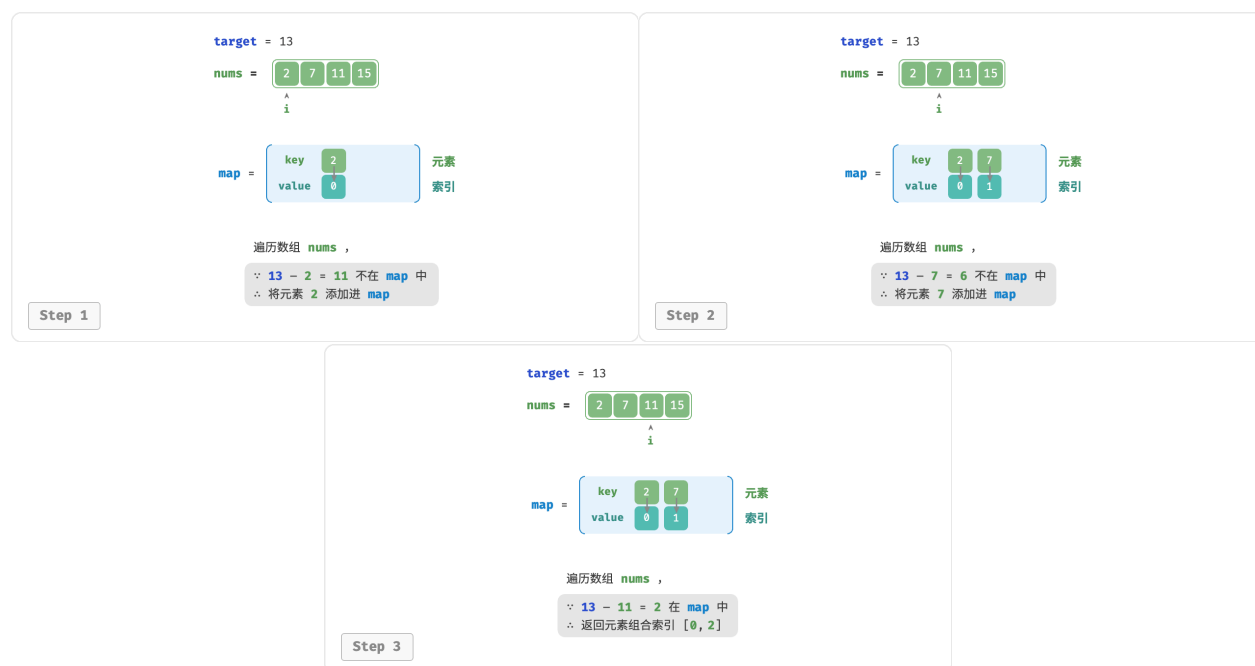 target = 13
nums = 2 7 11 15
i
map =
key 2
元素
value 0
索引
遍历数组 nums ,
∵ 13 − 2 = 11 不在 map 中
∴ 将元素 2 添加进 map
Step 1
target = 13
nums = 2 7 11 15
i
map =
key 2 7
元素
value 0 1
索引
遍历数组 nums ,
∵ 13 − 7 = 6 不在 map 中
∴ 将元素 7 添加进 map
Step 2
target = 13
nums = 2 7 11 15
i
map =
key 2 7
元素
value 0 1
索引
遍历数组 nums ,
∵ 13 − 11 = 2 在 map 中
∴ 返回元素组合索引 [0, 2]
Step 3